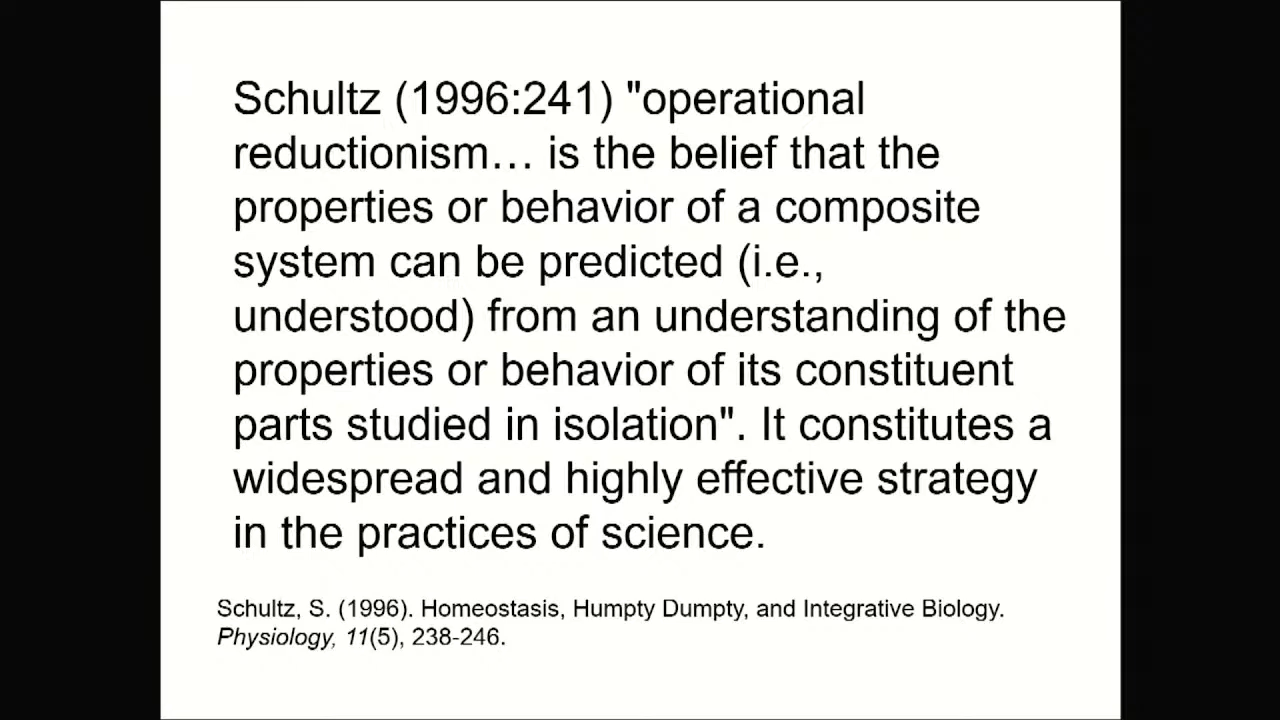 Schultz (1996:241) "operational
reductionism… is the belief that the
properties or behavior of a composite
system can be predicted (i.e.,
understood) from an understanding of the
properties or behavior of its constituent
parts studied in isolation". It constitutes a
widespread and highly effective strategy
in the practices of science.
Schultz, S. (1996). Homeostasis, Humpty Dumpty, and Integrative Biology.
Physiology, 11(5), 238-246.